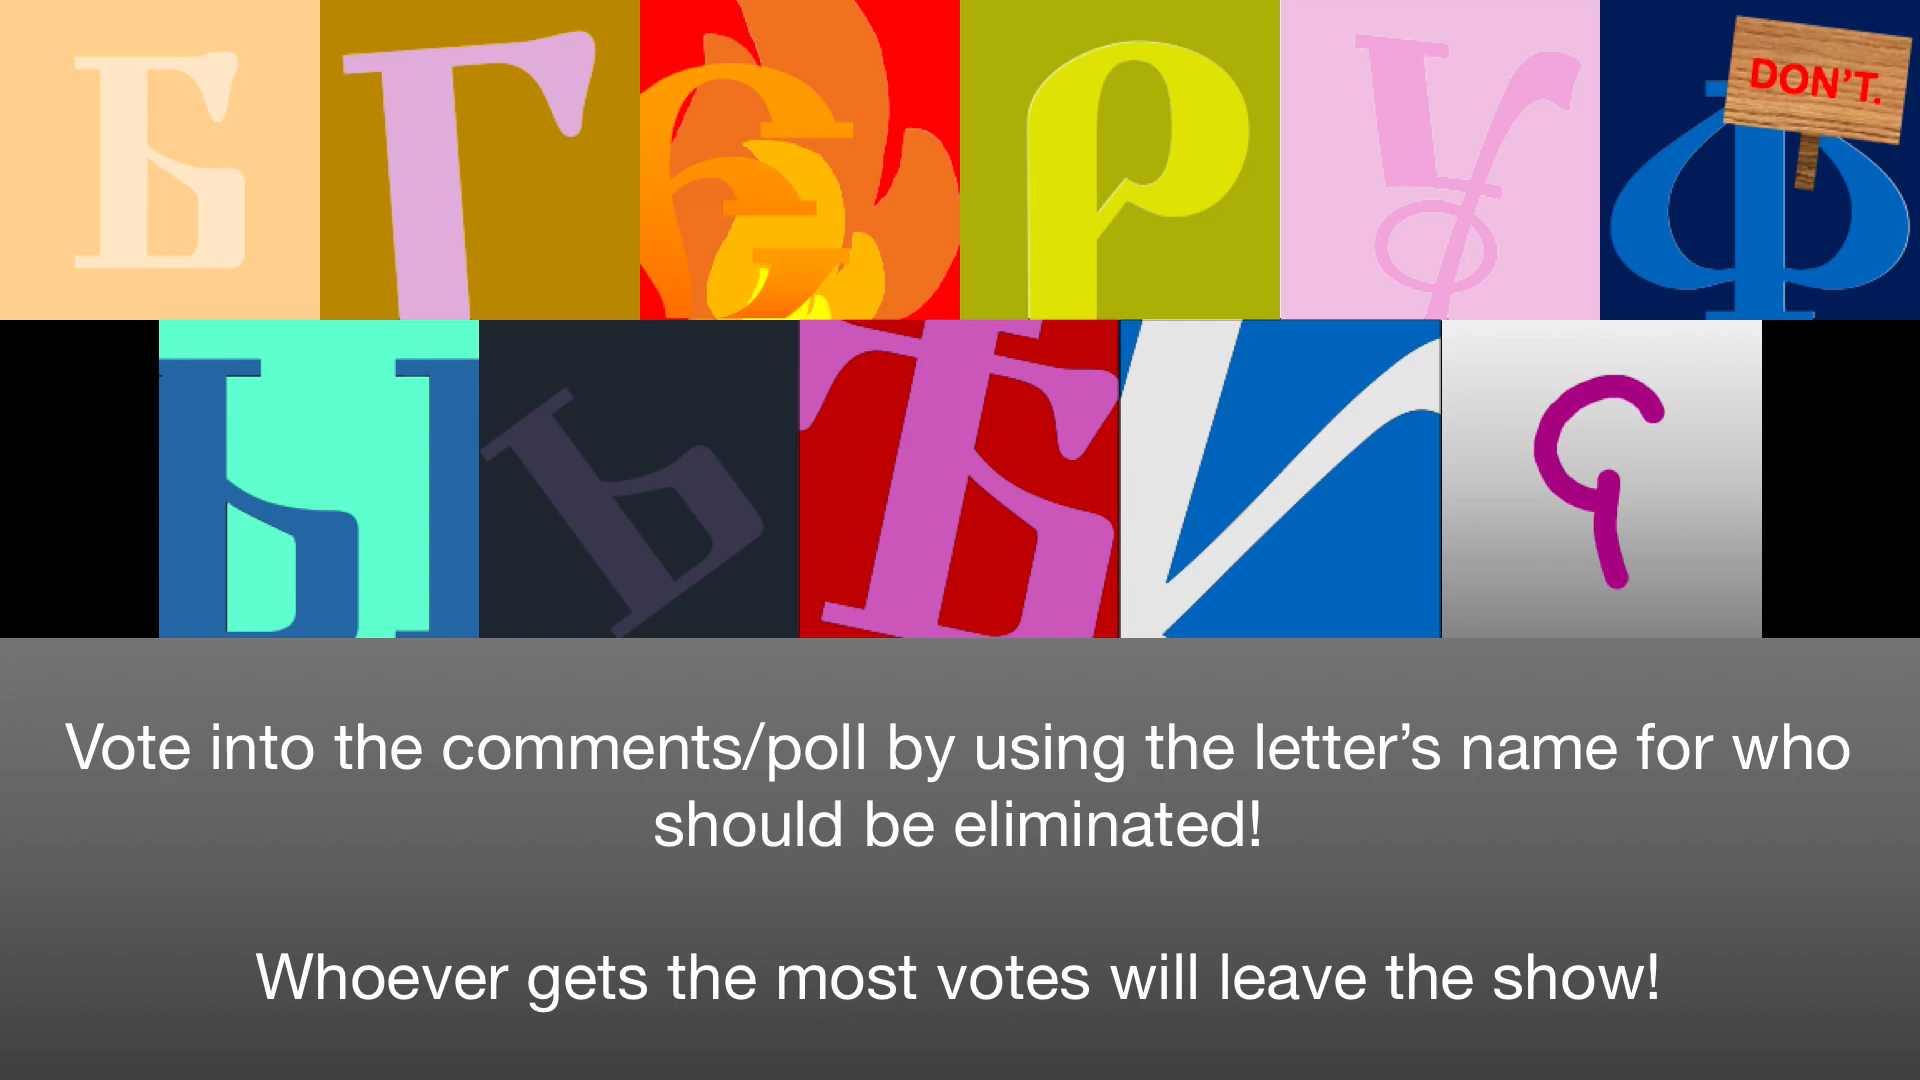 Б Г Є Р Ꙋ Ф
DON'T.
Ы Ь Ѣ Ѵ Ҁ
Vote into the comments/poll by using the letter’s name for who
should be eliminated!
Whoever gets the most votes will leave the show!